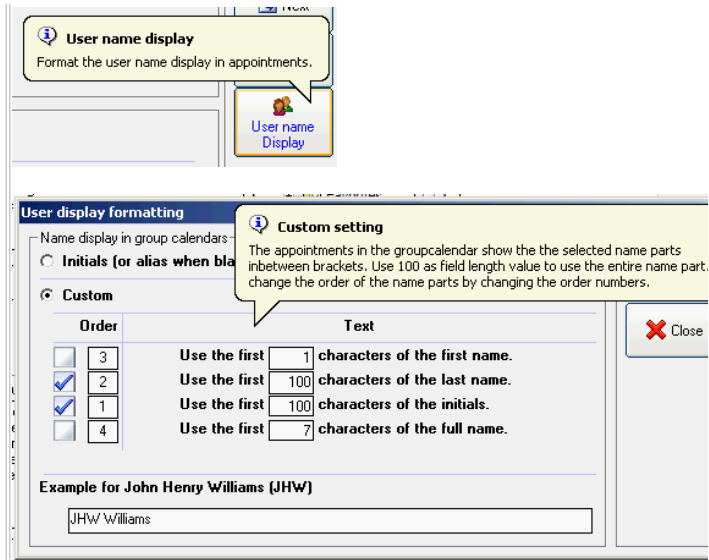 Next
User name display
Format the user name display in appointments.
User name
Display
User display formatting
Custom setting
The appointments in the groupcalendar show the the selected name parts
inbetween brackets. Use 100 as field length value to use the entire name part.
change the order of the name parts by changing the order numbers.
Name display in group calendars
Initials (or alias when bla
Custom
Order Text
3 Use the first 1 characters of the first name.
2 Use the first 100 characters of the last name.
1 Use the first 100 characters of the initials.
4 Use the first 7 characters of the full name.
Close
Example for John Henry Williams (JHW)
JHW Williams